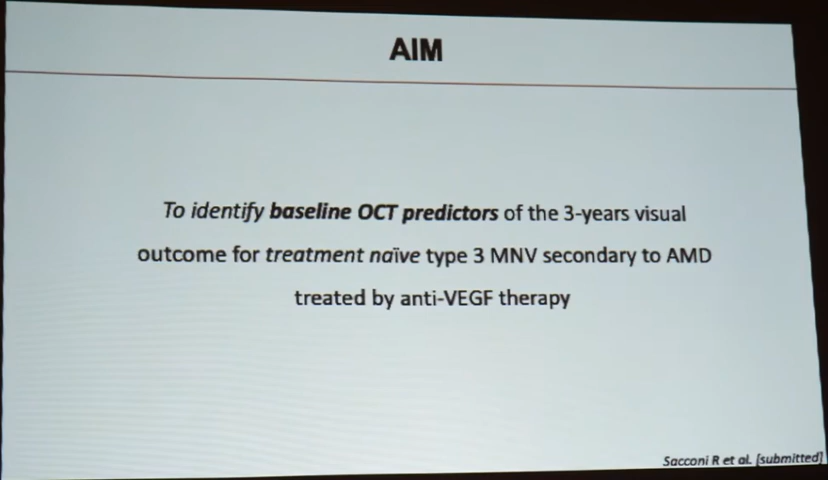 AIM
To identify baseline OCT predictors of the 3-years visual
outcome for treatment naïve type 3 MNV secondary to AMD
treated by anti-VEGF therapy
Sacconi R et al. [submitted]